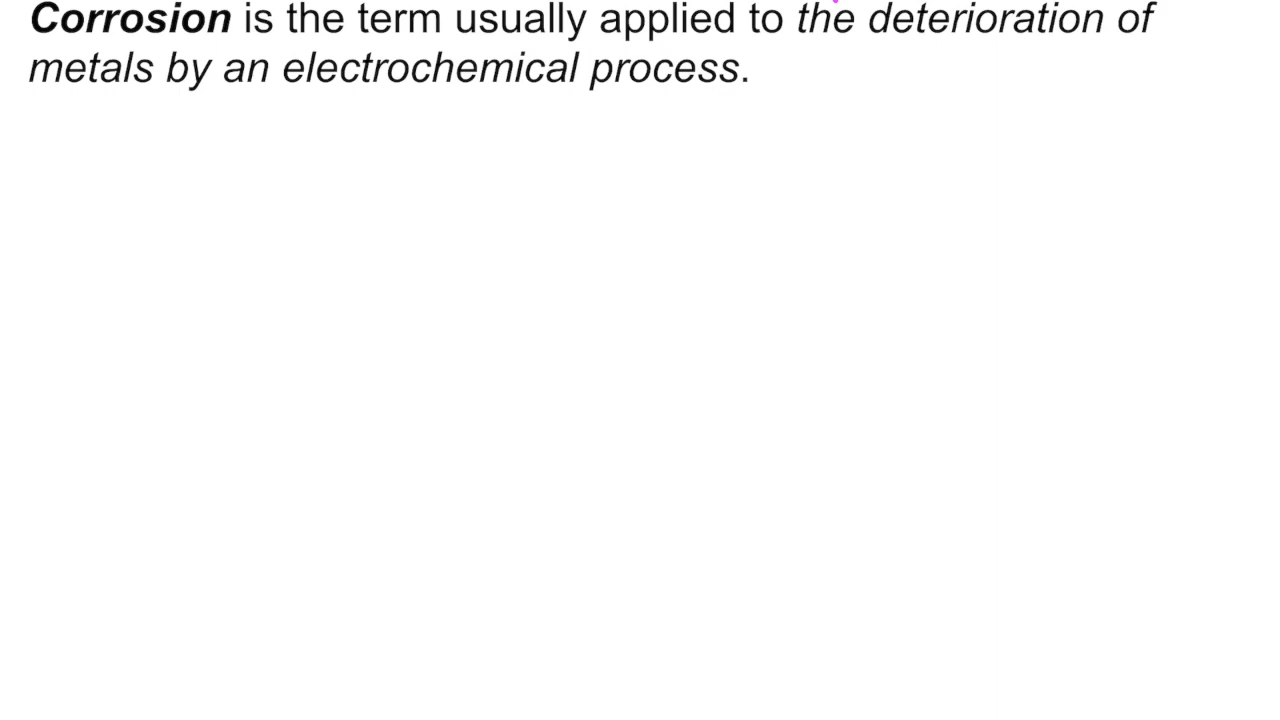 Corrosion is the term usually applied to the deterioration of
metals by an electrochemical process.